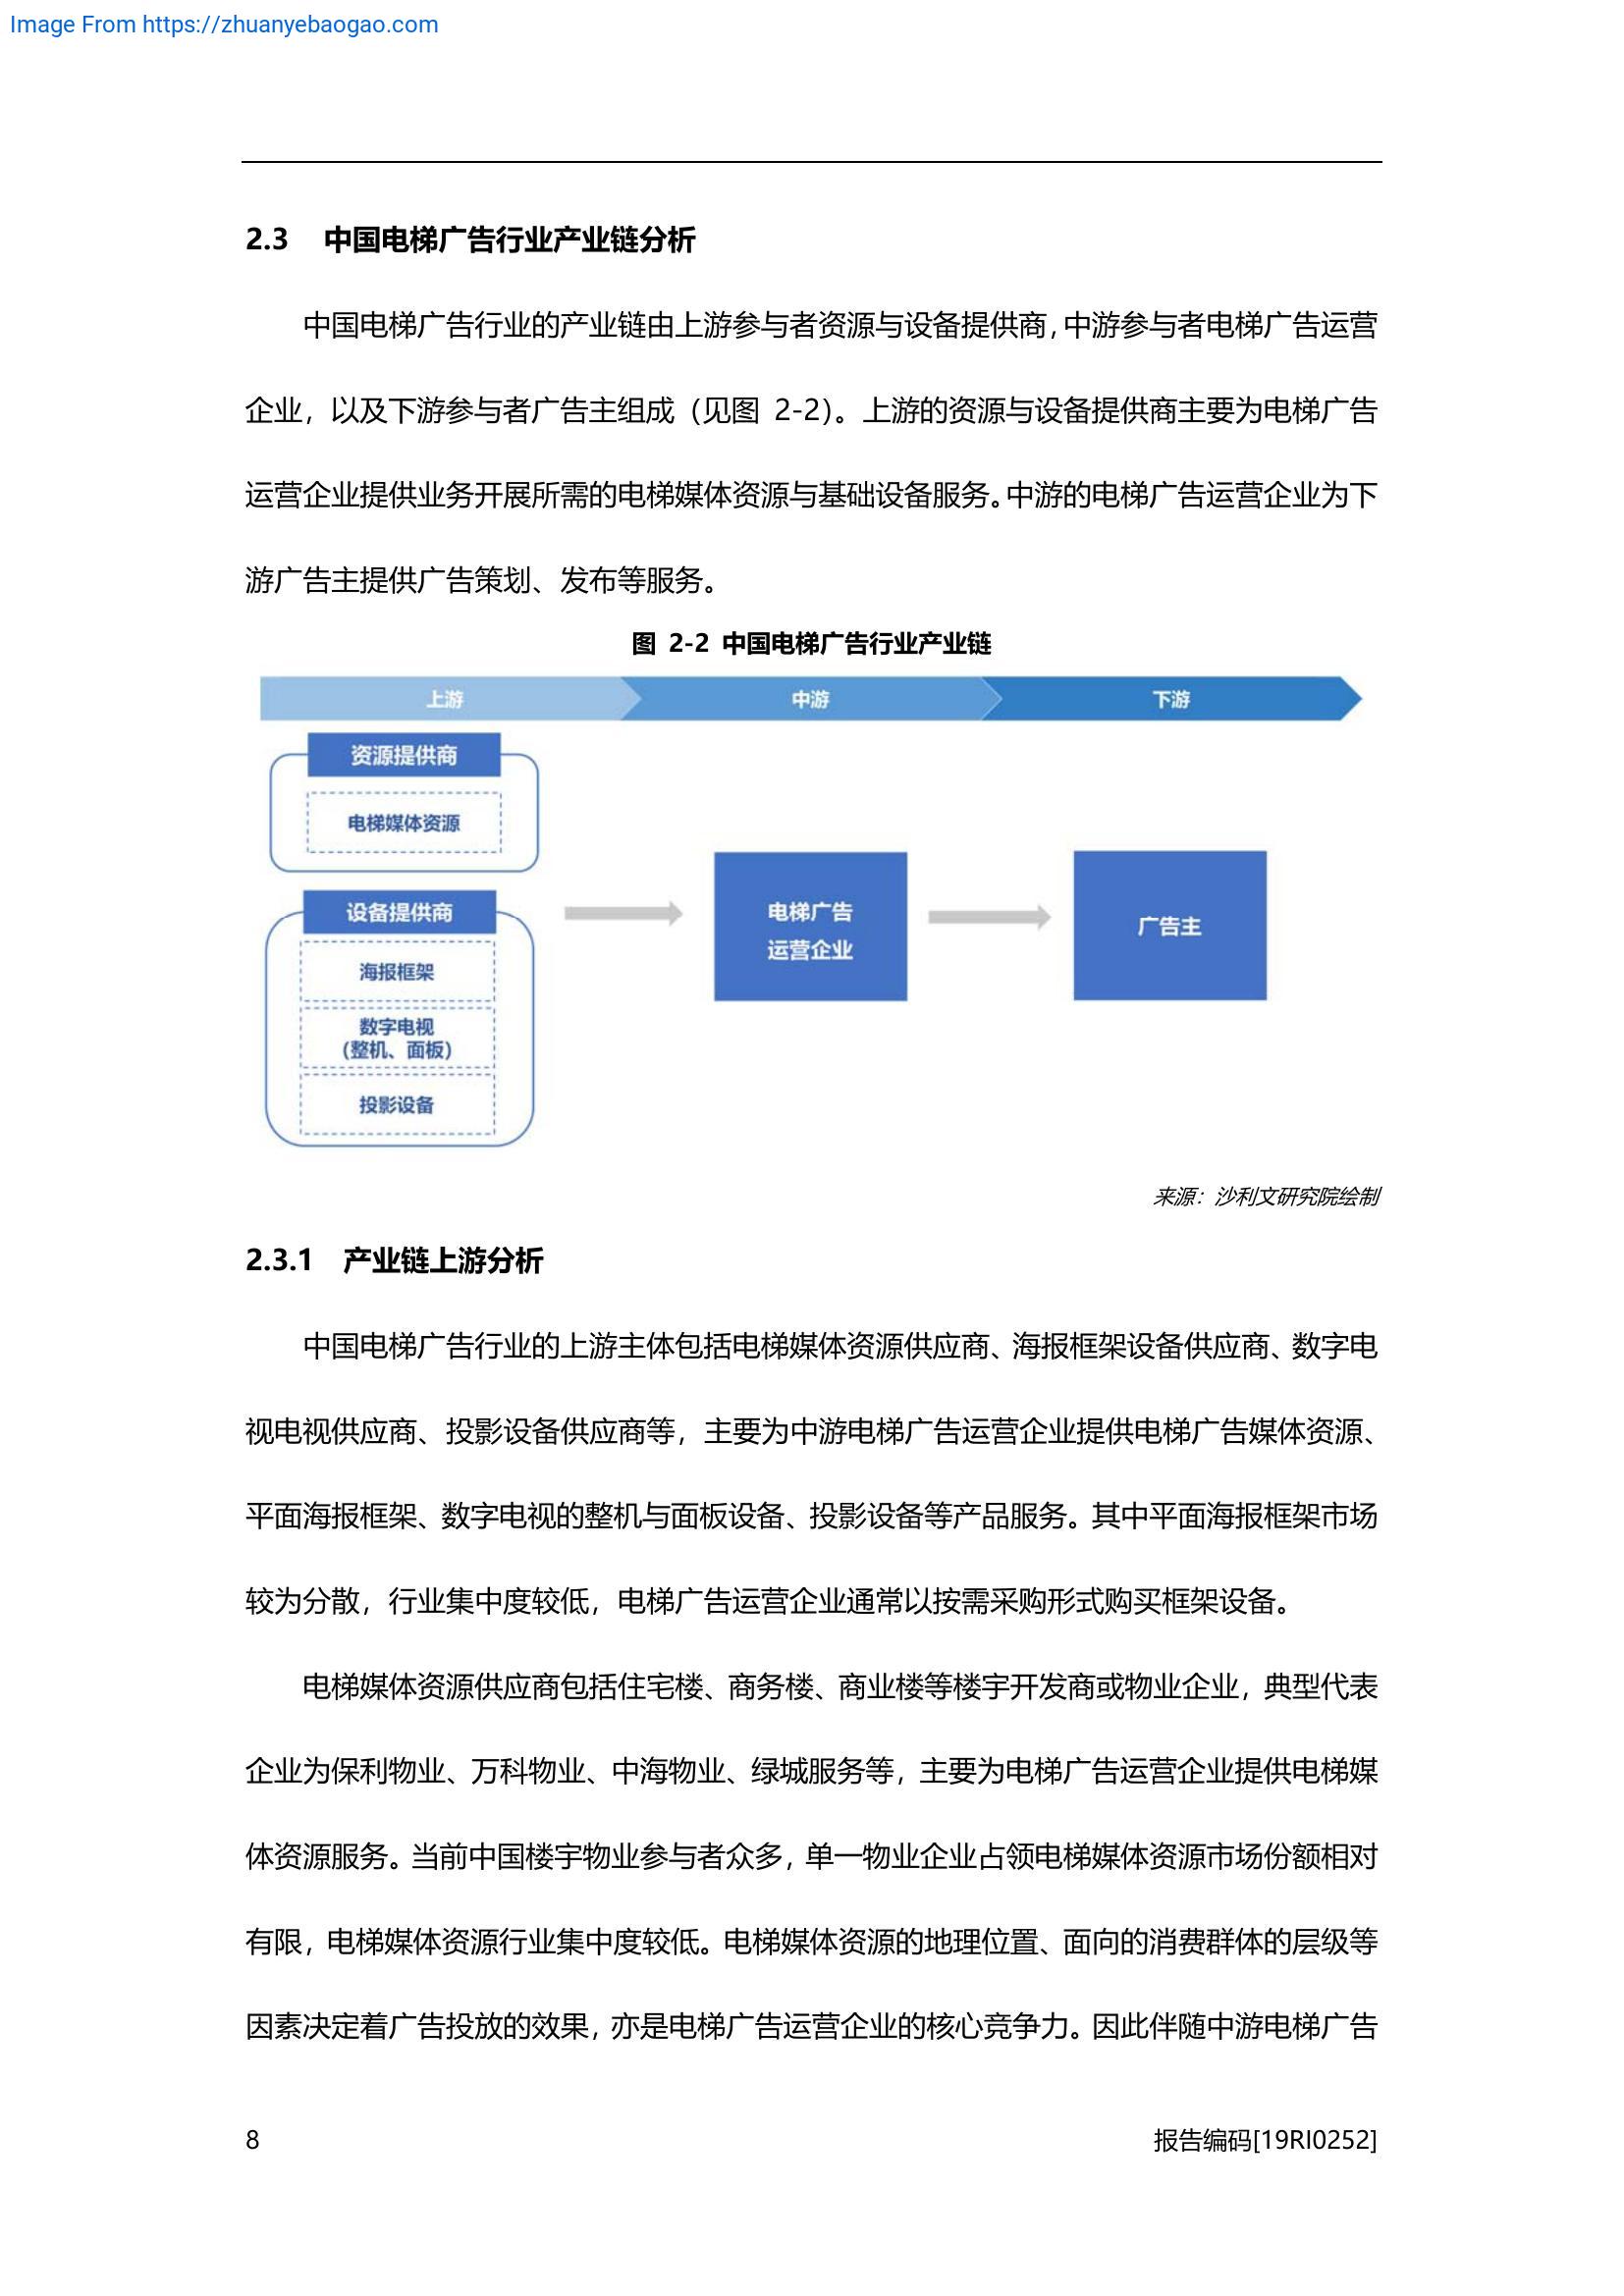 Image From https://zhuanyebaogao.com
2.3 中国电梯广告行业产业链分析
中国电梯广告行业的产业链由上游参与者资源与设备提供商，中游参与者电梯广告运营
企业，以及下游参与者广告主组成（见图 2-2）。上游的资源与设备提供商主要为电梯广告
运营企业提供业务开展所需的电梯媒体资源与基础设备服务。中游的电梯广告运营企业为下
游广告主提供广告策划、发布等服务。
图 2-2 中国电梯广告行业产业链
上游
中游
下游
资源提供商
电梯媒体资源
设备提供商
海报框架
数字电视
（整机、面板）
投影设备
电梯广告
运营企业
广告主
来源：沙利文研究院绘制
2.3.1 产业链上游分析
中国电梯广告行业的上游主体包括电梯媒体资源供应商、海报框架设备供应商、数字电
视电视供应商、投影设备供应商等，主要为中游电梯广告运营企业提供电梯广告媒体资源、
平面海报框架、数字电视的整机与面板设备、投影设备等产品服务。其中平面海报框架市场
较为分散，行业集中度较低，电梯广告运营企业通常以按需采购形式购买框架设备。
电梯媒体资源供应商包括住宅楼、商务楼、商业楼等楼宇开发商或物业企业，典型代表
企业为保利物业、万科物业、中海物业、绿城服务等，主要为电梯广告运营企业提供电梯媒
体资源服务。当前中国楼宇物业参与者众多，单一物业企业占领电梯媒体资源市场份额相对
有限，电梯媒体资源行业集中度较低。电梯媒体资源的地理位置、面向的消费群体的层级等
因素决定着广告投放的效果，亦是电梯广告运营企业的核心竞争力。因此伴随中游电梯广告
8
报告编码[19RI0252]